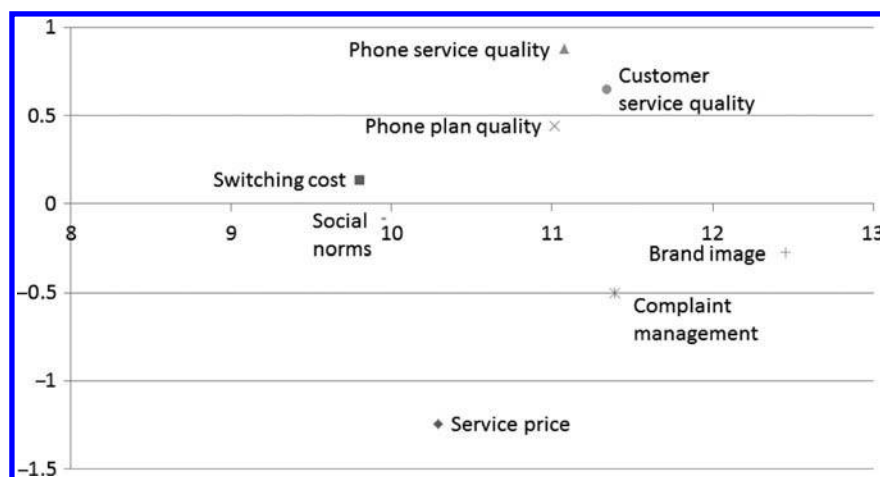 1
Phone service quality
Customer
service quality
0.5
Phone plan quality
Switching cost
0
8 9 10 11 12 13
Social
norms
Brand image
–0.5
Complaint
management
–1
Service price
–1.5